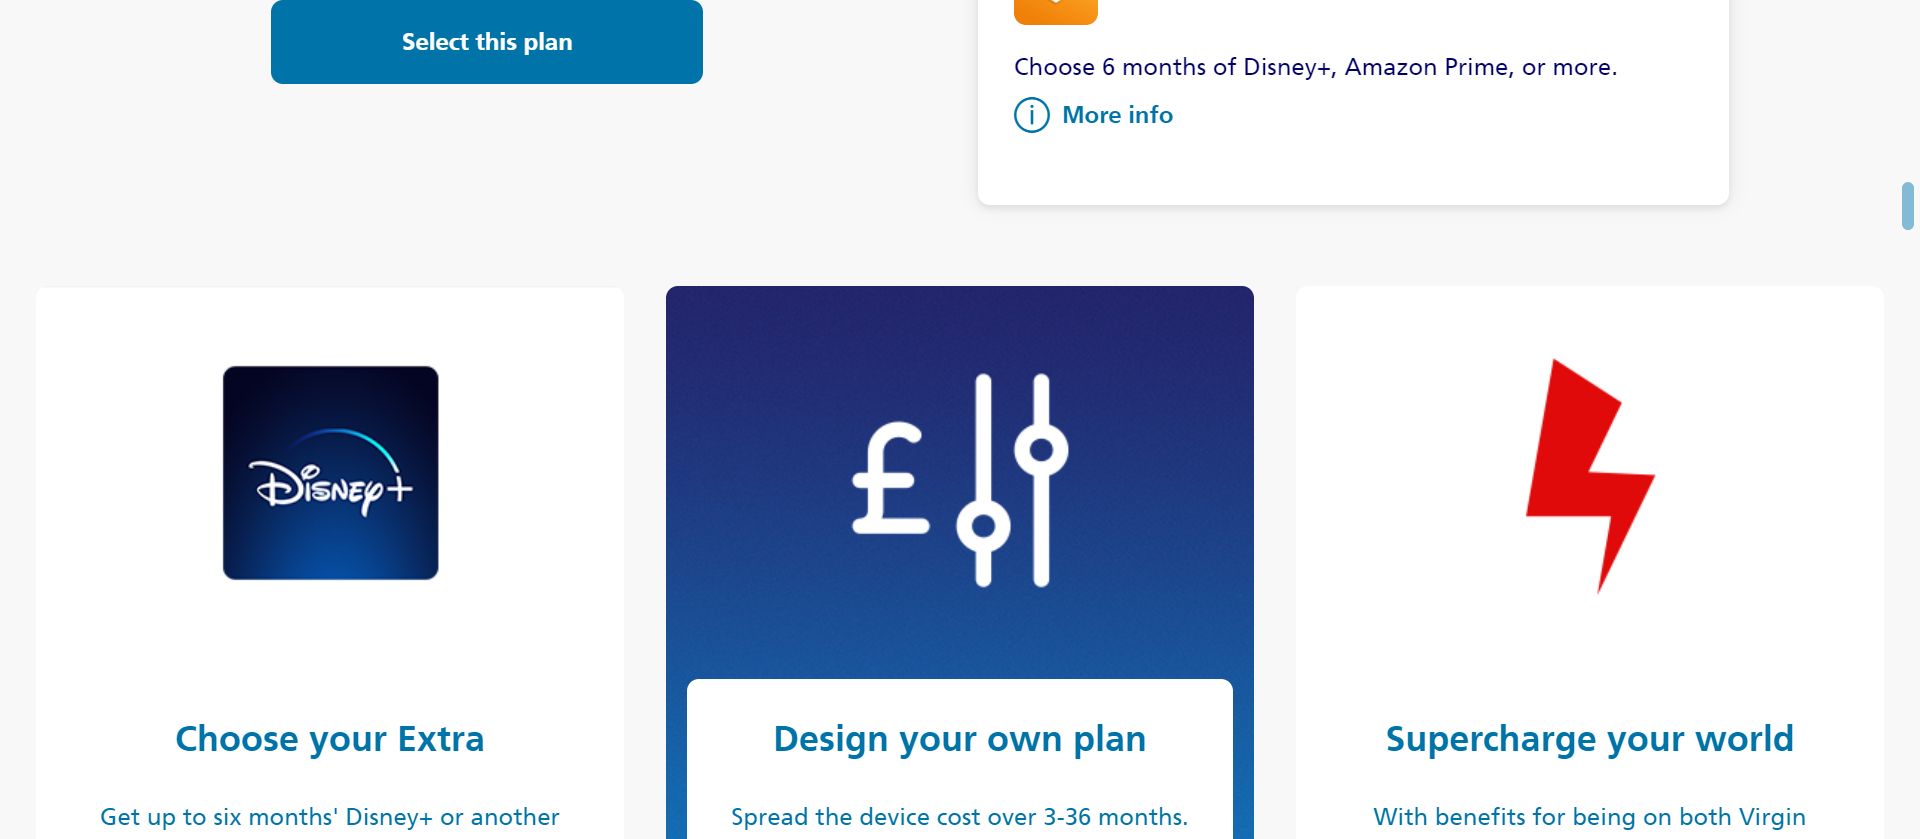 Select this plan
Choose 6 months of Disney+, Amazon Prime, or more.
i More info
Disney+
£
Choose your Extra
Get up to six months' Disney+ or another
Design your own plan
Spread the device cost over 3-36 months.
Supercharge your world
With benefits for being on both Virgin